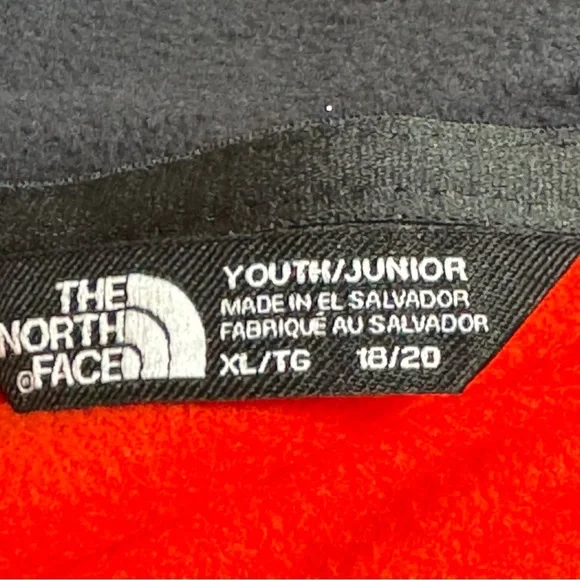 THE
NORTH
FACE
YOUTH/JUNIOR
MADE IN EL SALVADOR
FABRIQUÉ AU SALVADOR
XL/TG 18/20